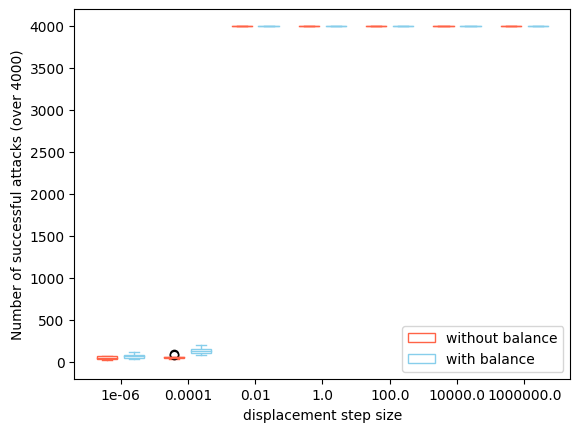 Number of successful attacks (over 4000)
4000
3500
3000
2500
2000
1500
1000
500
0
without balance
with balance
1e-06 0.0001 0.01 1.0 100.0 10000.0 1000000.0
displacement step size